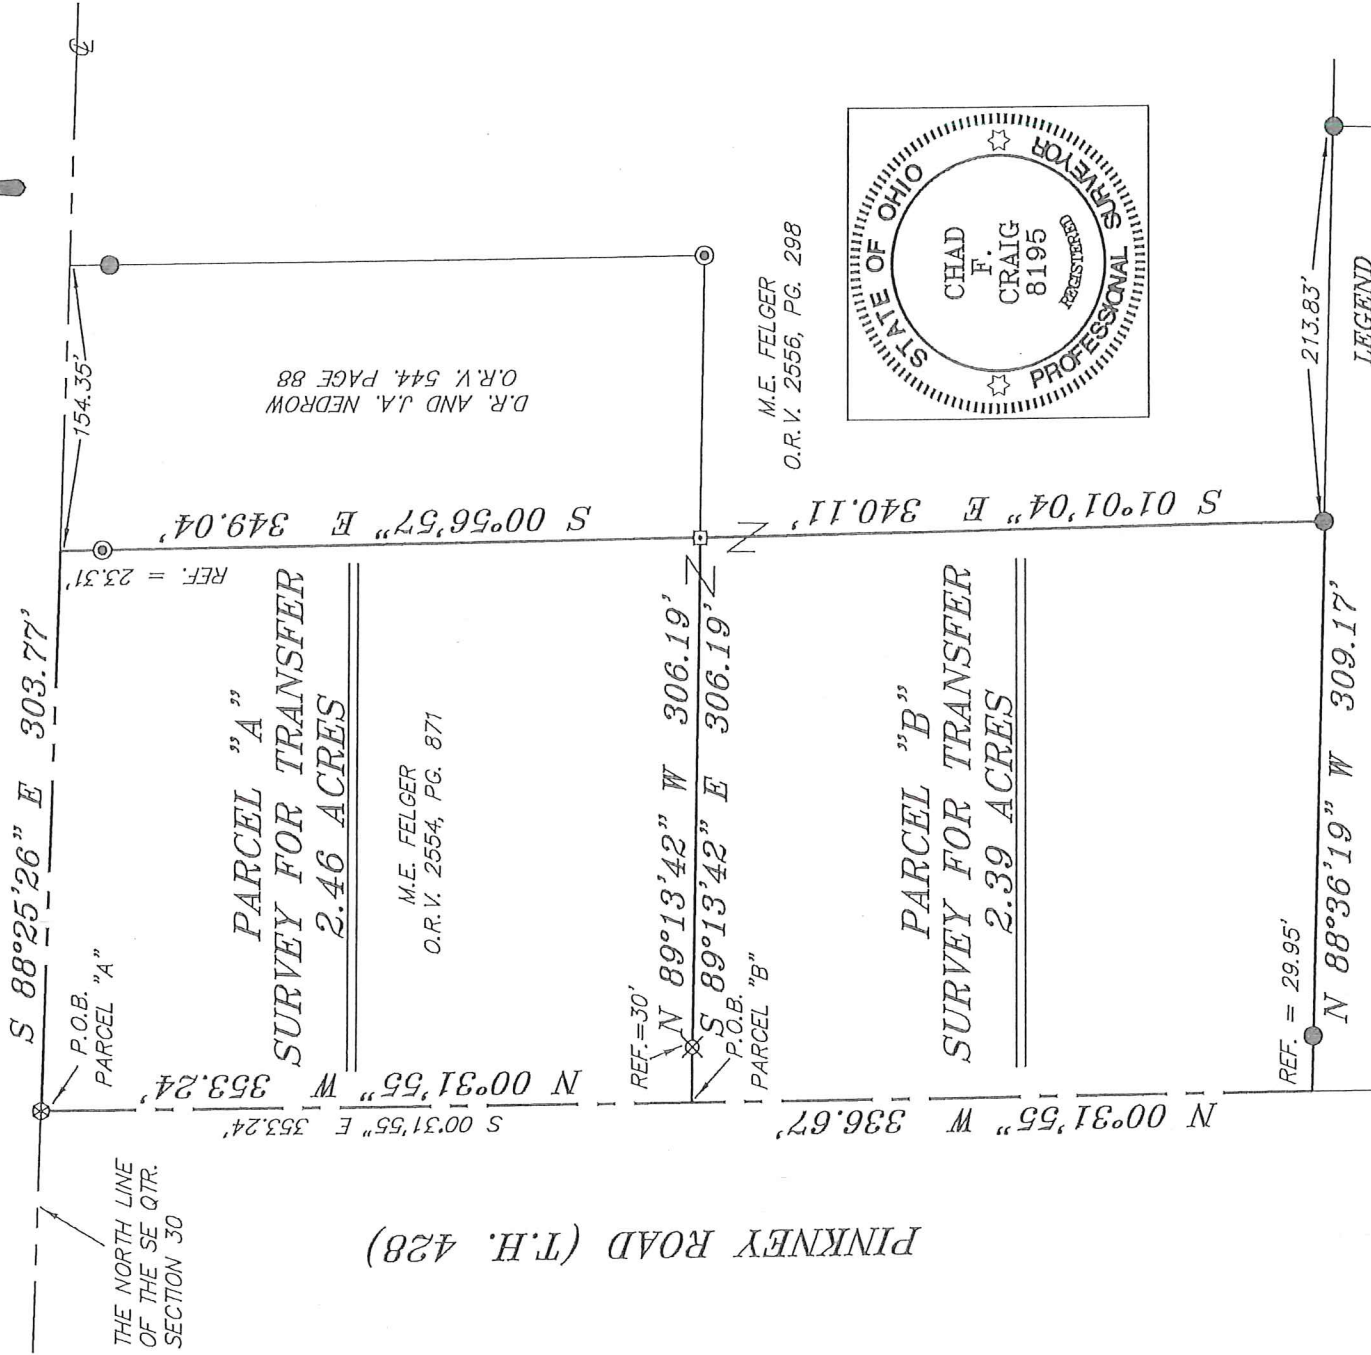 S 88°25'26" E 303.77'
154.35'
P.O.B.
PARCEL "A"
REF. = 23.31'
S 00°56'57" E 349.04'
D.R. AND J.A. NEDROW
O.R.V. 544, PAGE 88
PARCEL "A"
SURVEY FOR TRANSFER
2.46 ACRES
M.E. FELGER
O.R.V. 2554, PG. 871
THE NORTH LINE
OF THE SE QTR.
SECTION 30
N 00°31'55" W 353.24'
S 00°31'55" E 353.24'
PINKNEY ROAD (T.H. 428)
REF.=30'
N 89°13'42" W 306.19'
S 89°13'42" E 306.19'
P.O.B.
PARCEL "B"
M.E. FELGER
O.R.V. 2556, PG. 298
S 01°01'04" E 340.11'
PARCEL "B"
SURVEY FOR TRANSFER
2.39 ACRES
N 00°31'55" W 336.67'
STATE OF OHIO
CHAD
F.
CRAIG
8195
REGISTERED
PROFESSIONAL SURVEYOR
REF. = 29.95'
N 88°36'19" W 309.17'
213.83'
LEGEND